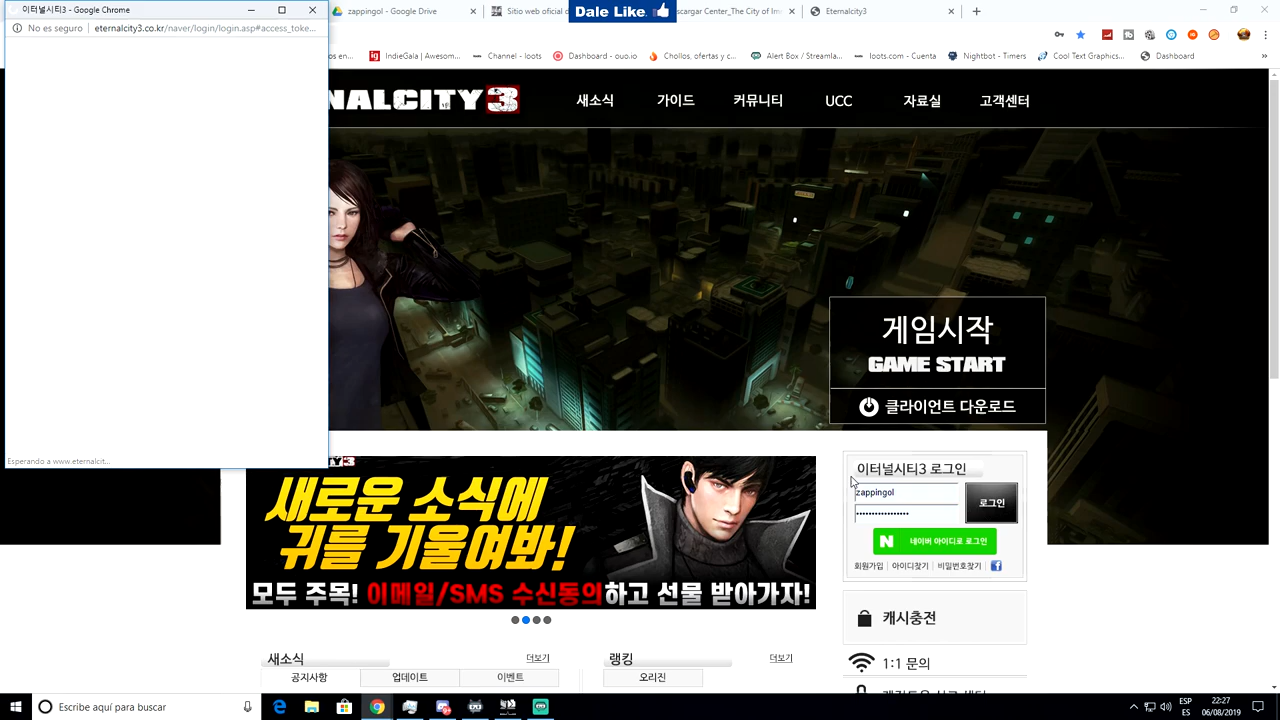 이터널시티3 - Google Chrome
No es seguro | eternalcity3.co.kr/naver/login/login.asp#access_toke...
Esperando a www.eternalcit...
zappingol - Google Drive
Sitio web oficial d
Dale Like.
scargar Center_The City of Im
Eternalcity3
os en...
IndieGala | Awesom...
Channel - loots
Dashboard - ouo.io
Chollos, ofertas y c...
Alert Box / Streamla...
loots.com - Cuenta
Nightbot - Timers
Cool Text Graphics...
Dashboard
NALCITY 3
새소식
가이드
커뮤니티
UCC
자료실
고객센터
게임시작
GAME START
클라이언트 다운로드
새로운 소식에
귀를 기울여봐!
모두 주목! 이메일/SMS 수신동의하고 선물 받아가자!
이터널시티3 로그인
zappingol
로그인
N 네이버 아이디로 로그인
회원가입 | 아이디찾기 | 비밀번호찾기
캐시충전
1:1 문의
새소식
더보기
공지사항
업데이트
이벤트
랭킹
더보기
오리진
Escribe aquí para buscar
ESP
ES
22:27
06/08/2019